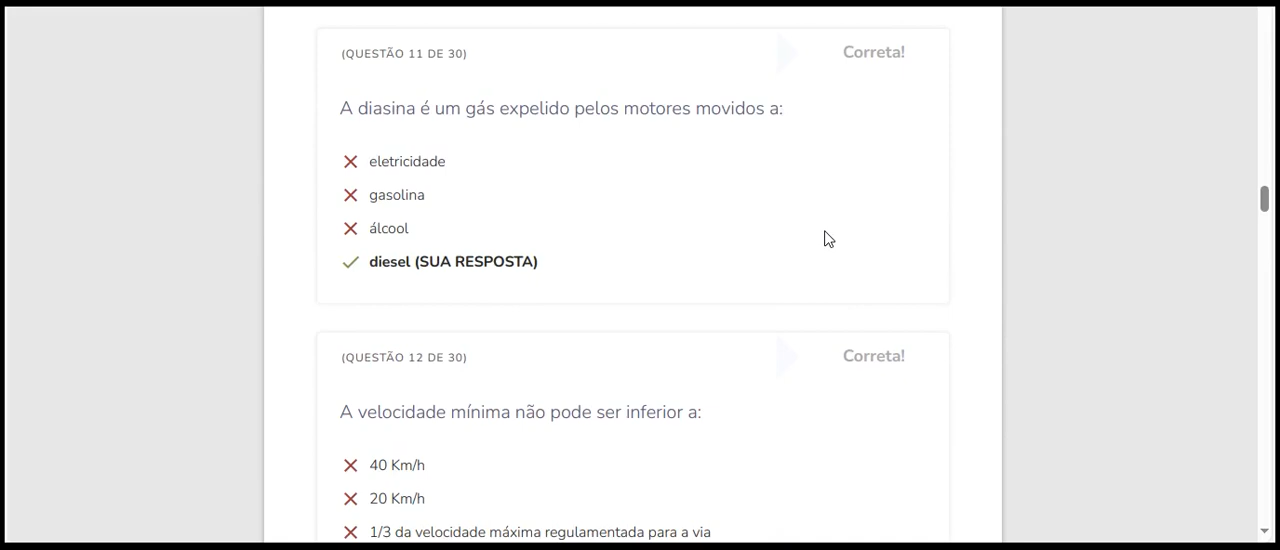 (QUESTÃO 11 DE 30)
Correta!
A diasina é um gás expelido pelos motores movidos a:
eletricidade
gasolina
álcool
diesel (SUA RESPOSTA)
(QUESTÃO 12 DE 30)
Correta!
A velocidade mínima não pode ser inferior a:
40 Km/h
20 Km/h
1/3 da velocidade máxima regulamentada para a via